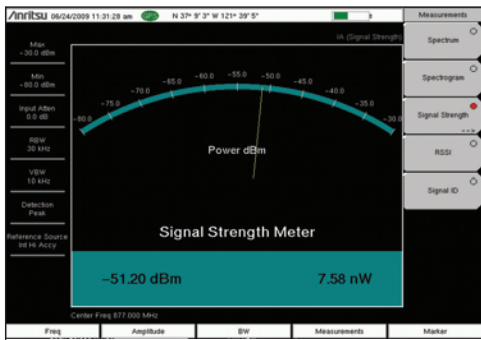 Anritsu 06/24/2009 11:31:28 am N 37° 9' 3" W 121° 39' 5"
Measurements
IA (Signal Strength)
Max
-30.0 dBm
Min
-80.0 dBm
Input Atten
0.0 dB
RBW
30 kHz
VBW
10 kHz
Detection
Peak
Reference Source
Int Hi Accy
-80.0 -75.0 -70.0 -65.0 -60.0 -55.0 -50.0 -45.0 -40.0 -35.0 -30.0
Power dBm
Signal Strength Meter
-51.20 dBm 7.58 nW
Center Freq 877.000 MHz
Spectrum
Spectrogram
Signal Strength
-->
RSSI
Signal ID
Freq Amplitude BW Measurements Marker